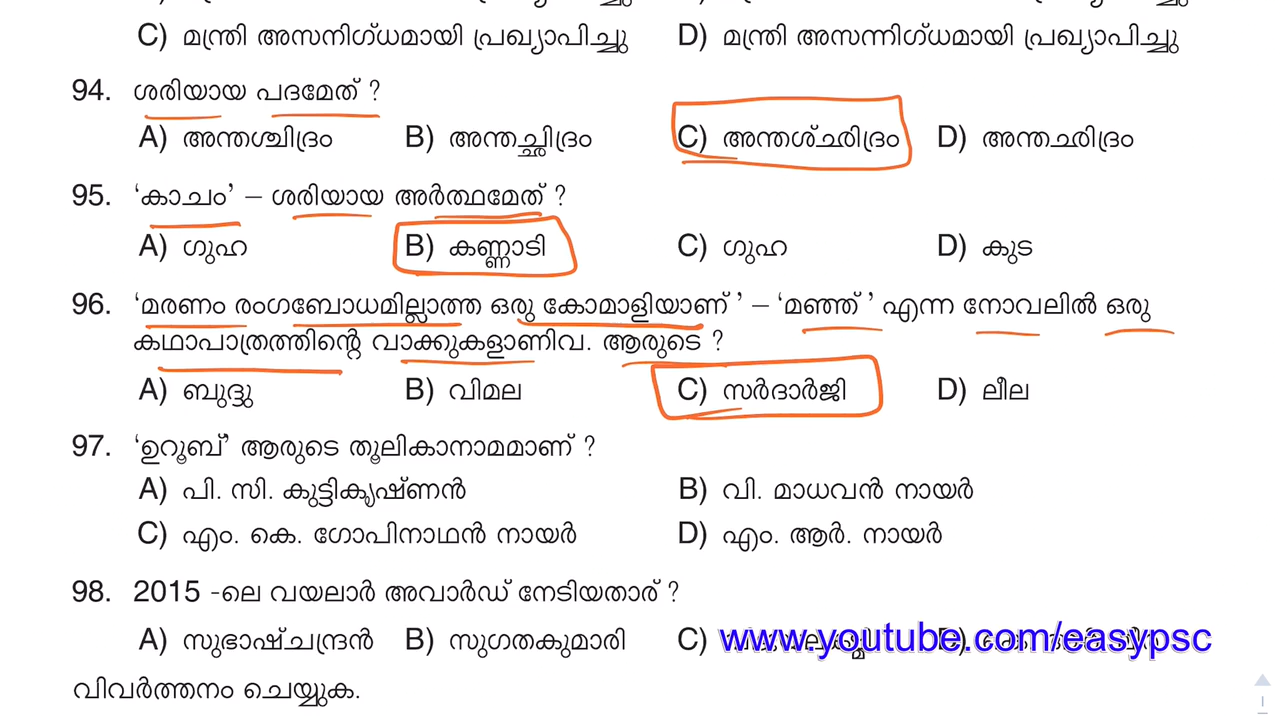 C) മന്ത്രി അസനിഗ്ധമായി പ്രഖ്യാപിച്ചു D) മന്ത്രി അസന്നിഗ്ധമായി പ്രഖ്യാപിച്ചു
94. ശരിയായ പദമേത് ?
A) അന്തശ്ചിദ്രം B) അന്തച്ഛിദ്രം C) അന്തശ്ഛിദ്രം D) അന്തഛിദ്രം
95. 'കാചം' – ശരിയായ അർത്ഥമേത് ?
A) ഗുഹ B) കണ്ണാടി C) ഗുഹ D) കുട
96. 'മരണം രംഗബോധമില്ലാത്ത ഒരു കോമാളിയാണ് ' – 'മഞ്ഞ് ' എന്ന നോവലിൽ ഒരു
കഥാപാത്രത്തിന്റെ വാക്കുകളാണിവ. ആരുടെ ?
A) ബുദ്ദു B) വിമല C) സർദാർജി D) ലീല
97. 'ഉറൂബ്' ആരുടെ തൂലികാനാമമാണ് ?
A) പി. സി. കുട്ടികൃഷ്ണൻ B) വി. മാധവൻ നായർ
C) എം. കെ. ഗോപിനാഥൻ നായർ D) എം. ആർ. നായർ
98. 2015 -ലെ വയലാർ അവാർഡ് നേടിയതാര് ?
A) സുഭാഷ്ചന്ദ്രൻ B) സുഗതകുമാരി C) www.youtube.com/easypsc
വിവർത്തനം ചെയ്യുക.